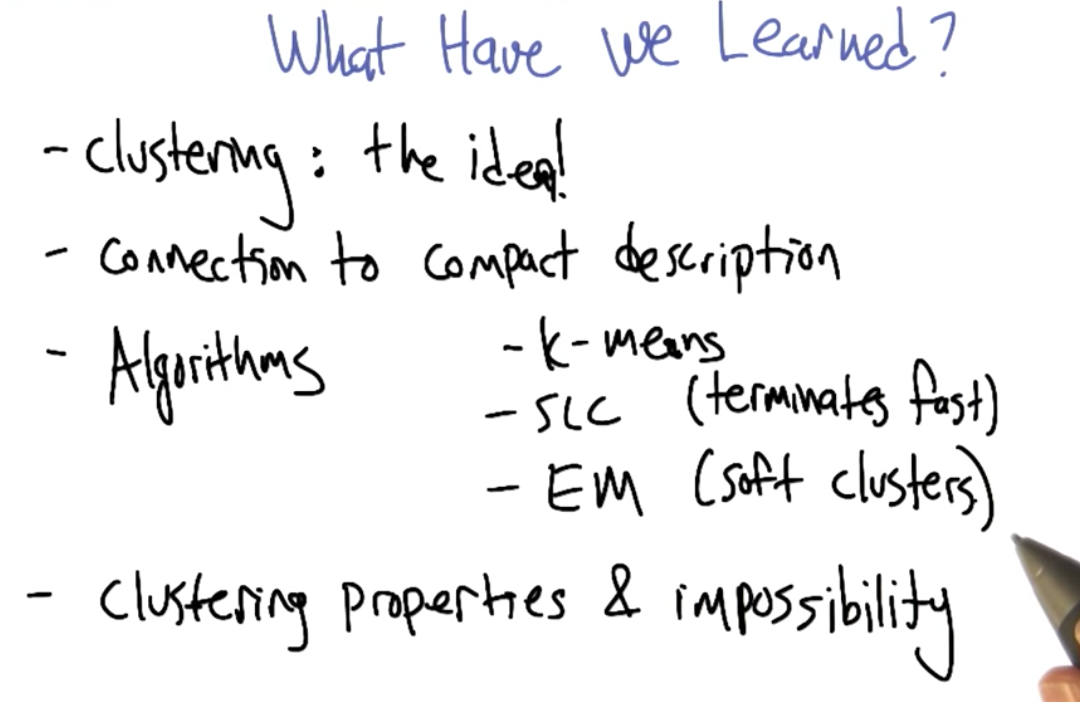 What Have We Learned?
- clustering: the idea!
- connection to compact description
- Algorithms - k-means
- SLC (terminates fast)
- EM (soft clusters)
- clustering properties & impossibility